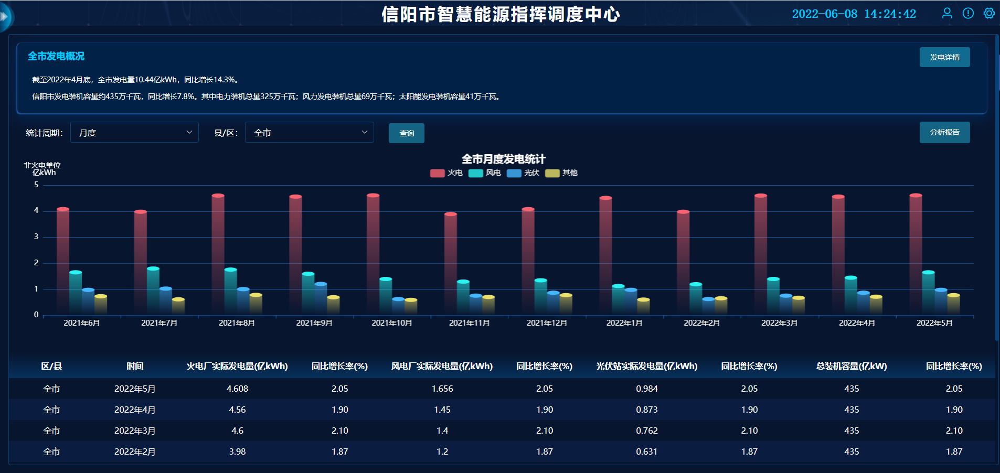 信阳市智慧能源指挥调度中心
2022-06-08 14:24:42
全市发电概况
发电详情
截至2022年4月底，全市发电量10.44亿kWh，同比增长14.3%。
信阳市发电装机容量约435万千瓦，同比增长7.8%。其中电力装机总量325万千瓦；风力发电装机总量69万千瓦；太阳能发电装机容量41万千瓦。
统计周期： 月度 县/区： 全市 查询 分析报告
全市月度发电统计
非火电单位
亿kWh
火电 风电 光伏 其他
5
4
3
2
1
0
2021年6月 2021年7月 2021年8月 2021年9月 2021年10月 2021年11月 2021年12月 2022年1月 2022年2月 2022年3月 2022年4月 2022年5月
区/县 时间 火电厂实际发电量(亿kWh) 同比增长率(%) 风电厂实际发电量(亿kWh) 同比增长率(%) 光伏站实际发电量(亿kWh) 同比增长率(%) 总装机容量(亿kW) 同比增长率(%)
全市 2022年5月 4.608 2.05 1.656 2.05 0.984 2.05 435 2.05
全市 2022年4月 4.56 1.90 1.45 1.90 0.873 1.90 435 1.90
全市 2022年3月 4.6 2.10 1.4 2.10 0.762 2.10 435 2.10
全市 2022年2月 3.98 1.87 1.2 1.87 0.631 1.87 435 1.87